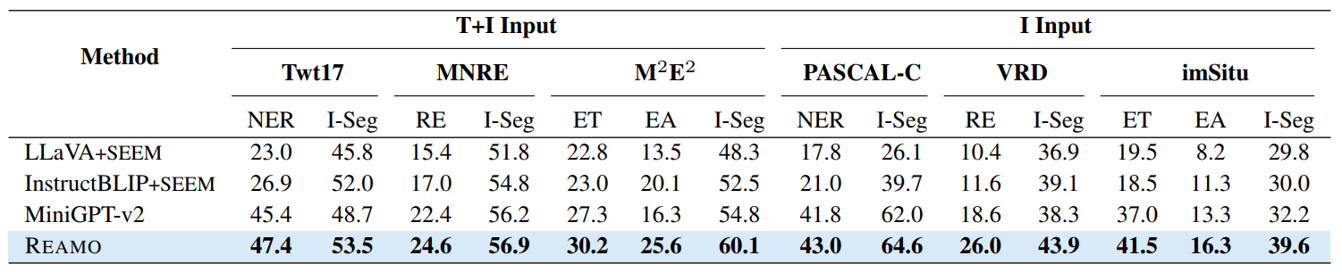 T+I Input I Input
Method
Twt17 MNRE M²E² PASCAL-C VRD imSitu
NER I-Seg RE I-Seg ET EA I-Seg NER I-Seg RE I-Seg ET EA I-Seg
LLaVA+SEEM 23.0 45.8 15.4 51.8 22.8 13.5 48.3 17.8 26.1 10.4 36.9 19.5 8.2 29.8
InstructBLIP+SEEM 26.9 52.0 17.0 54.8 23.0 20.1 52.5 21.0 39.7 11.6 39.1 18.5 11.3 30.0
MiniGPT-v2 45.4 48.7 22.4 56.2 27.3 16.3 54.8 41.8 62.0 18.6 38.3 37.0 13.3 32.2
REAMO 47.4 53.5 24.6 56.9 30.2 25.6 60.1 43.0 64.6 26.0 43.9 41.5 16.3 39.6